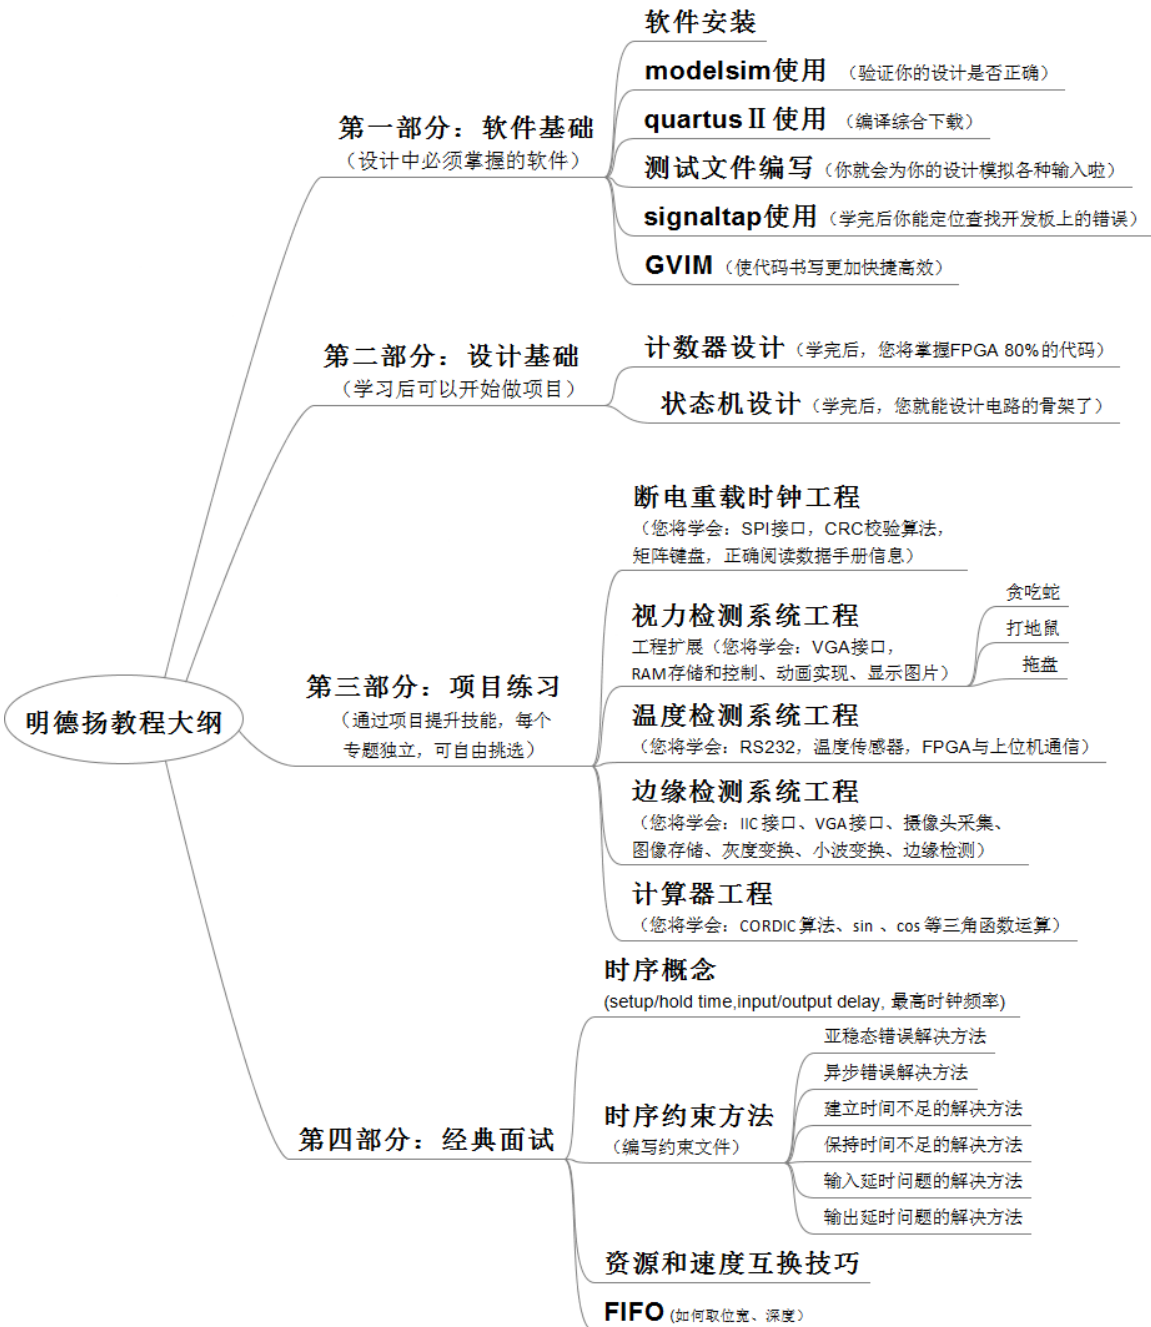 软件安装
modelsim使用 （验证你的设计是否正确）
quartusⅡ使用 （编译综合下载）
第一部分：软件基础
（设计中必须掌握的软件）
测试文件编写（你就会为你的设计模拟各种输入啦）
signaltap使用（学完后你能定位查找开发板上的错误）
GVIM（使代码书写更加快捷高效）
第二部分：设计基础
（学习后可以开始做项目）
计数器设计（学完后，您将掌握FPGA 80%的代码）
状态机设计（学完后，您就能设计电路的骨架了）
断电重载时钟工程
（您将学会：SPI接口，CRC校验算法，
矩阵键盘，正确阅读数据手册信息）
视力检测系统工程
工程扩展（您将学会：VGA接口，
RAM存储和控制、动画实现、显示图片）
贪吃蛇
打地鼠
拖盘
第三部分：项目练习
（通过项目提升技能，每个
专题独立，可自由挑选）
明德扬教程大纲
温度检测系统工程
（您将学会：RS232，温度传感器，FPGA与上位机通信）
边缘检测系统工程
（您将学会：IIC接口、VGA接口、摄像头采集、
图像存储、灰度变换、小波变换、边缘检测）
计算器工程
（您将学会：CORDIC算法、sin 、cos等三角函数运算）
时序概念
(setup/hold time,input/output delay, 最高时钟频率)
第四部分：经典面试
时序约束方法
（编写约束文件）
亚稳态错误解决方法
异步错误解决方法
建立时间不足的解决方法
保持时间不足的解决方法
输入延时问题的解决方法
输出延时问题的解决方法
资源和速度互换技巧
FIFO (如何取位宽、深度）